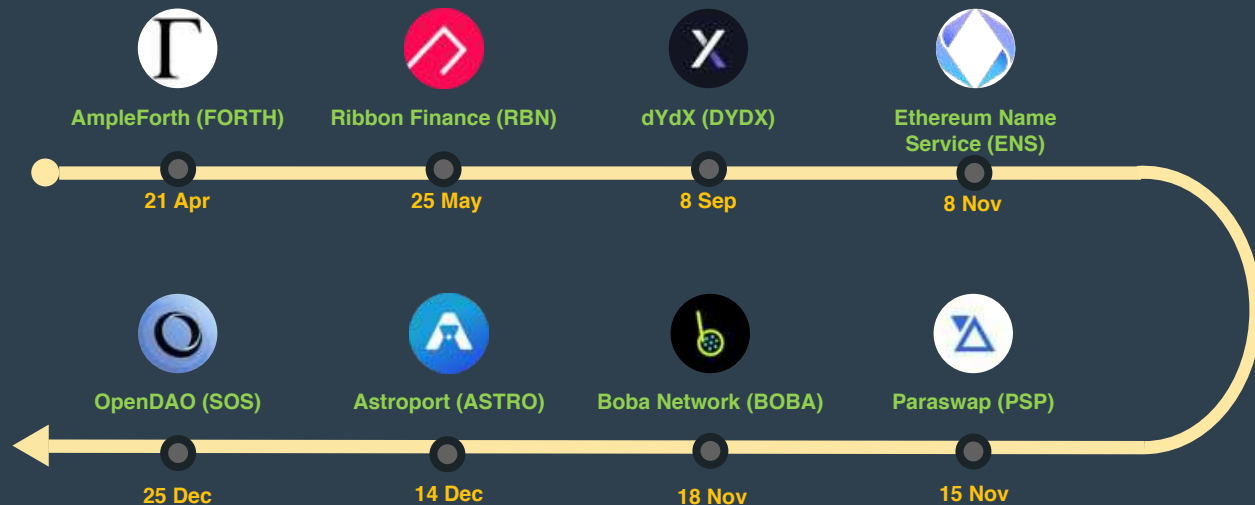 AmpleForth (FORTH)
Ribbon Finance (RBN)
dYdX (DYDX)
Ethereum Name
Service (ENS)
21 Apr
25 May
8 Sep
8 Nov
OpenDAO (SOS)
Astroport (ASTRO)
Boba Network (BOBA)
Paraswap (PSP)
25 Dec
14 Dec
18 Nov
15 Nov